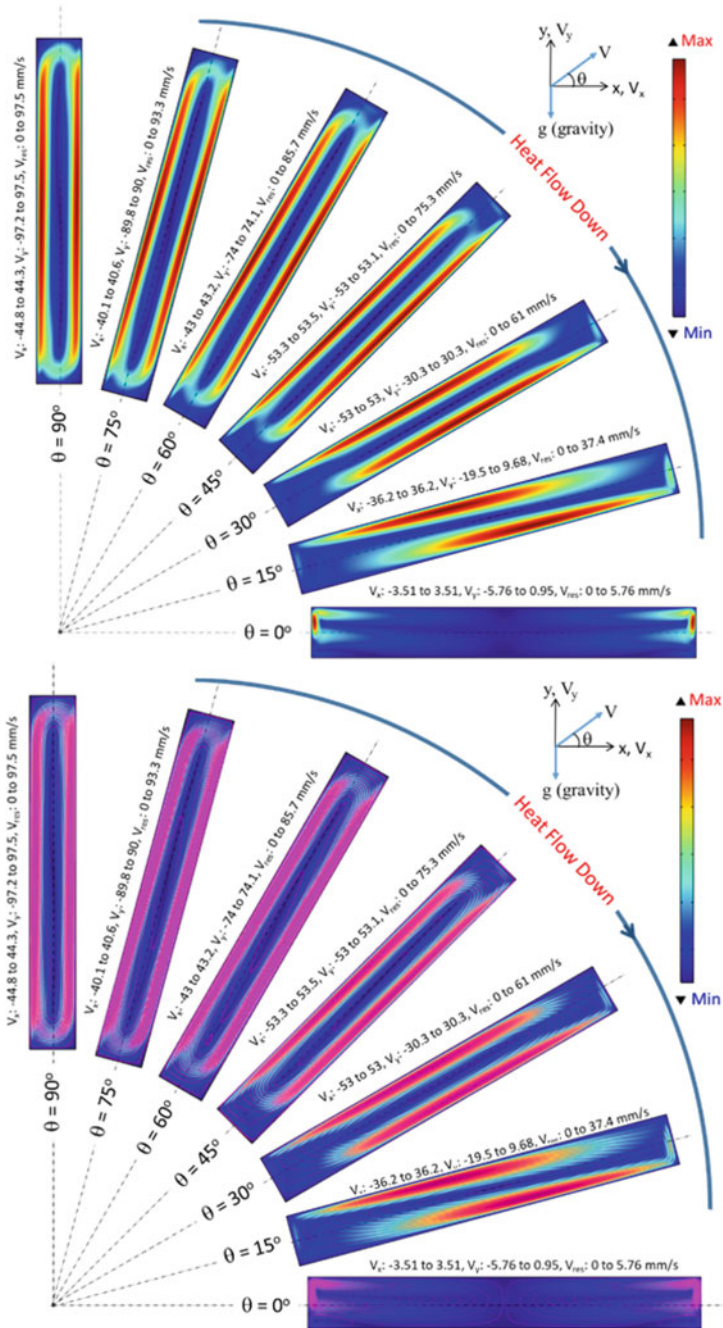 y, Vy
V
θ
x, Vx
g (gravity)
▲ Max
▼ Min
Heat Flow Down
Vx: -44.8 to 44.3, Vy: -97.2 to 97.5, Vres: 0 to 97.5 mm/s
Vx: -40.1 to 40.6, Vy: -89.8 to 90, Vres: 0 to 93.3 mm/s
Vx: -43 to 43.2, Vy: -74 to 74.1, Vres: 0 to 85.7 mm/s
Vx: -53.3 to 53.5, Vy: -53 to 53.1, Vres: 0 to 75.3 mm/s
Vx: -53 to 53, Vy: -30.3 to 30.3, Vres: 0 to 61 mm/s
Vx: -36.2 to 36.2, Vy: -19.5 to 9.68, Vres: 0 to 37.4 mm/s
Vx: -3.51 to 3.51, Vy: -5.76 to 0.95, Vres: 0 to 5.76 mm/s
θ = 90°
θ = 75°
θ = 60°
θ = 45°
θ = 30°
θ = 15°
θ = 0°
y, Vy
V
θ
x, Vx
g (gravity)
▲ Max
▼ Min
Heat Flow Down
Vx: -44.8 to 44.3, Vy: -97.2 to 97.5, Vres: 0 to 97.5 mm/s
Vx: -40.1 to 40.6, Vy: -89.8 to 90, Vres: 0 to 93.3 mm/s
Vx: -43 to 43.2, Vy: -74 to 74.1, Vres: 0 to 85.7 mm/s
Vx: -53.3 to 53.5, Vy: -53 to 53.1, Vres: 0 to 75.3 mm/s
Vx: -53 to 53, Vy: -30.3 to 30.3, Vres: 0 to 61 mm/s
-36.2 to 36.2, -19.5 to 9.68, 0 to 37.4 mm/s
Vx: -3.51 to 3.51, Vy: -5.76 to 0.95, Vres: 0 to 5.76 mm/s
θ = 90°
θ = 75°
θ = 60°
θ = 45°
θ = 30°
θ = 15°
θ = 0°